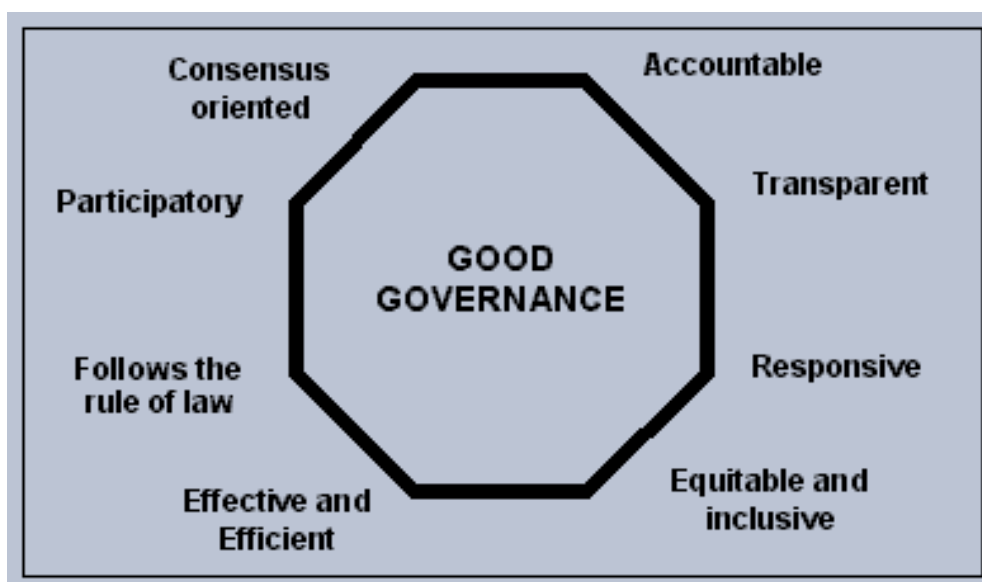 Consensus
oriented
Accountable
Participatory
Transparent
GOOD
GOVERNANCE
Follows the
rule of law
Responsive
Effective and
Efficient
Equitable and
inclusive